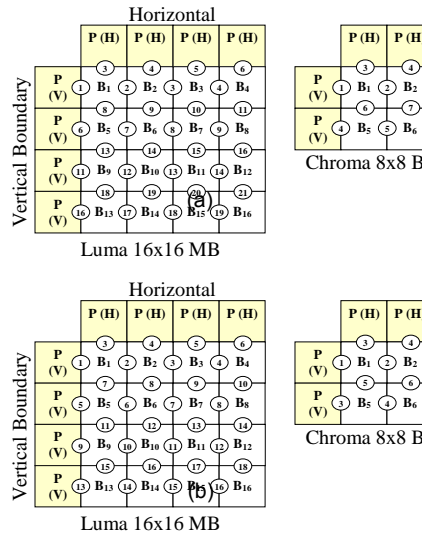 Horizontal
P (H) P (H) P (H) P (H) P (H) P (H)
3 4 5 6 3 4
P (V) 1 B1 2 B2 3 B3 4 B4 P (V) 1 B1 2 B2
8 9 10 11 6 7
P (V) 6 B5 7 B6 8 B7 9 B8 P (V) 4 B5 5 B6
13 14 15 16
P (V) 11 B9 12 B10 13 B11 14 B12
18 19 20 21
P (V) 16 B13 17 B14 18 B15 19 B16
Vertical Boundary
Chroma 8x8 B
(a)
Luma 16x16 MB
Horizontal
P (H) P (H) P (H) P (H) P (H) P (H)
3 4 5 6 3 4
P (V) 1 B1 2 B2 3 B3 4 B4 P (V) 1 B1 2 B2
7 8 9 10 5 6
P (V) 5 B5 6 B6 7 B7 8 B8 P (V) 3 B5 4 B6
11 12 13 14
P (V) 9 B9 10 B10 11 B11 12 B12
15 16 17 18
P (V) 13 B13 14 B14 15 16 B16
Vertical Boundary
Chroma 8x8 B
(b)
Luma 16x16 MB